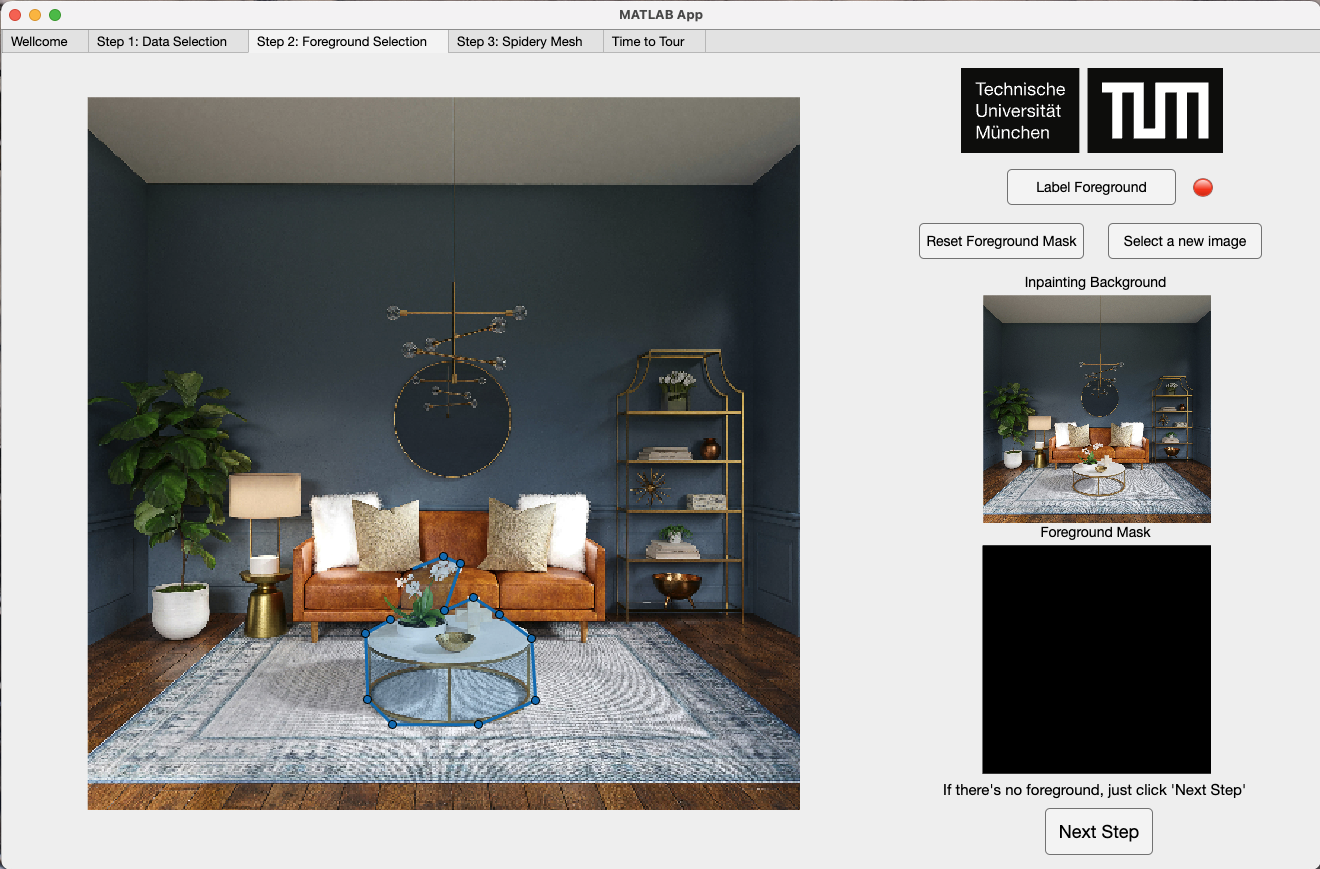 MATLAB App
Wellcome
Step 1: Data Selection
Step 2: Foreground Selection
Step 3: Spidery Mesh
Time to Tour
Technische
Universität
München
TUM
Label Foreground
Reset Foreground Mask
Select a new image
Inpainting Background
Foreground Mask
If there's no foreground, just click 'Next Step'
Next Step